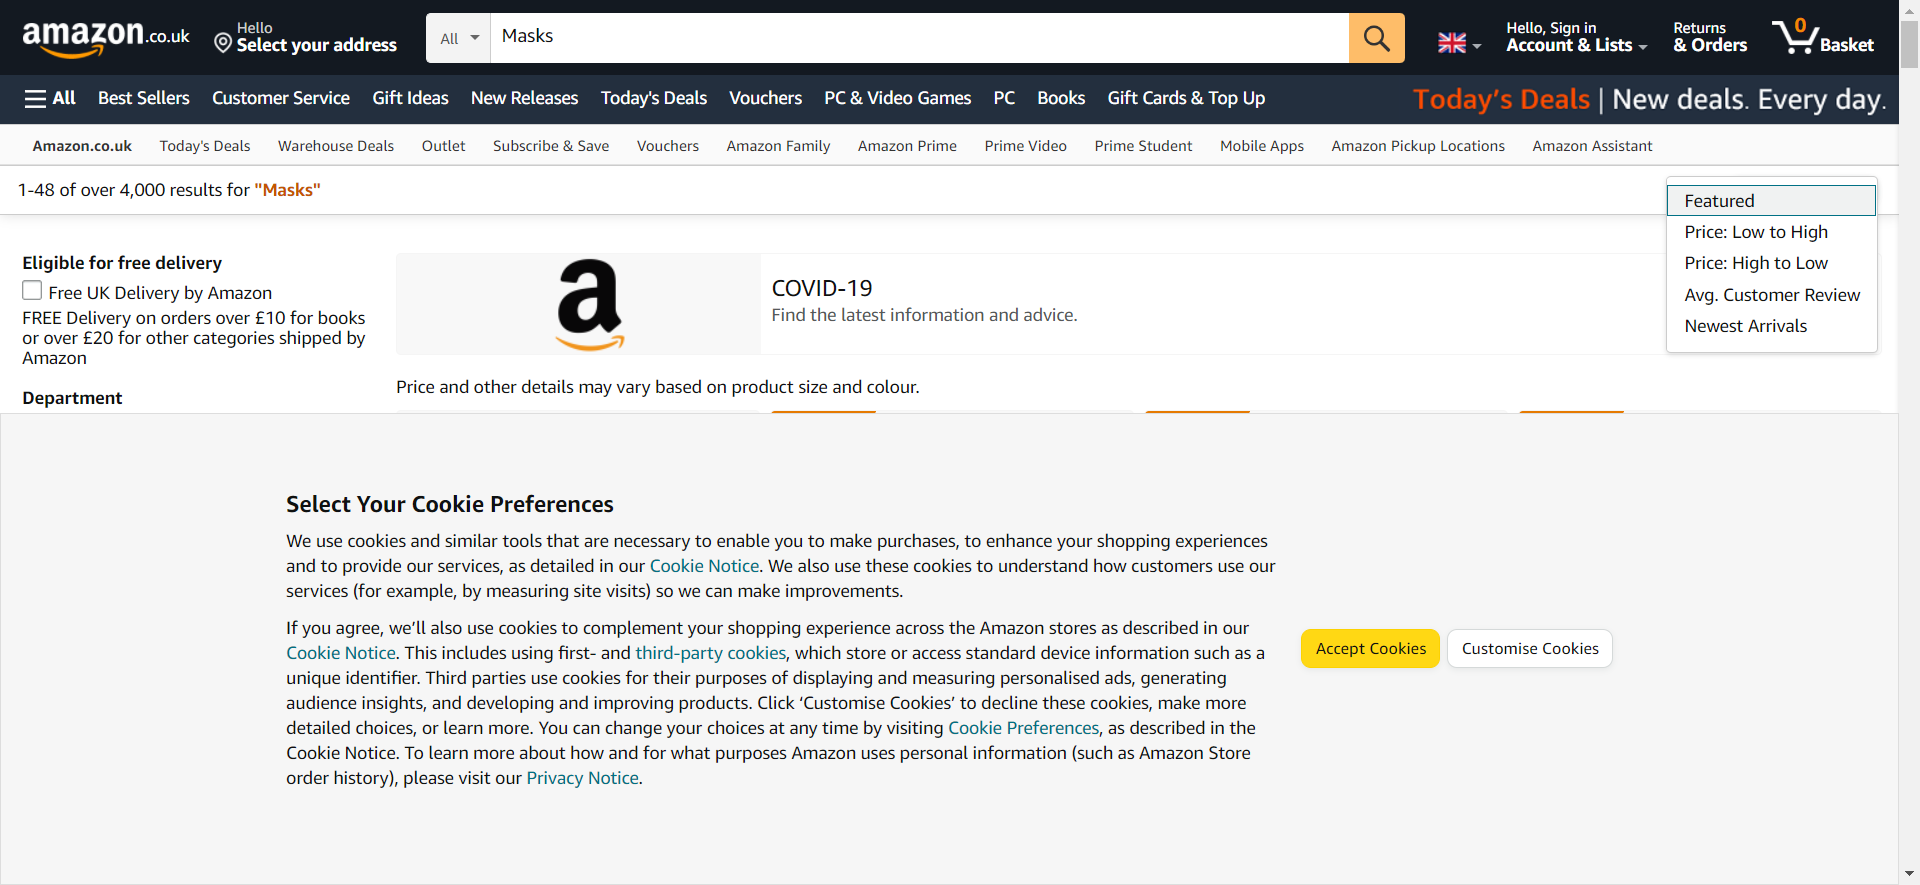 amazon.co.uk
Hello
Select your address
All
Masks
Hello, Sign in
Account & Lists
Returns
& Orders
0
Basket
All
Best Sellers
Customer Service
Gift Ideas
New Releases
Today's Deals
Vouchers
PC & Video Games
PC
Books
Gift Cards & Top Up
Today's Deals | New deals. Every day.
Amazon.co.uk
Today's Deals
Warehouse Deals
Outlet
Subscribe & Save
Vouchers
Amazon Family
Amazon Prime
Prime Video
Prime Student
Mobile Apps
Amazon Pickup Locations
Amazon Assistant
1-48 of over 4,000 results for "Masks"
Featured
Price: Low to High
Price: High to Low
Avg. Customer Review
Newest Arrivals
Eligible for free delivery
Free UK Delivery by Amazon
FREE Delivery on orders over £10 for books
or over £20 for other categories shipped by
Amazon
Department
a
COVID-19
Find the latest information and advice.
Price and other details may vary based on product size and colour.
Select Your Cookie Preferences
We use cookies and similar tools that are necessary to enable you to make purchases, to enhance your shopping experiences
and to provide our services, as detailed in our Cookie Notice. We also use these cookies to understand how customers use our
services (for example, by measuring site visits) so we can make improvements.
If you agree, we’ll also use cookies to complement your shopping experience across the Amazon stores as described in our
Cookie Notice. This includes using first- and third-party cookies, which store or access standard device information such as a
unique identifier. Third parties use cookies for their purposes of displaying and measuring personalised ads, generating
audience insights, and developing and improving products. Click ‘Customise Cookies’ to decline these cookies, make more
detailed choices, or learn more. You can change your choices at any time by visiting Cookie Preferences, as described in the
Cookie Notice. To learn more about how and for what purposes Amazon uses personal information (such as Amazon Store
order history), please visit our Privacy Notice.
Accept Cookies
Customise Cookies